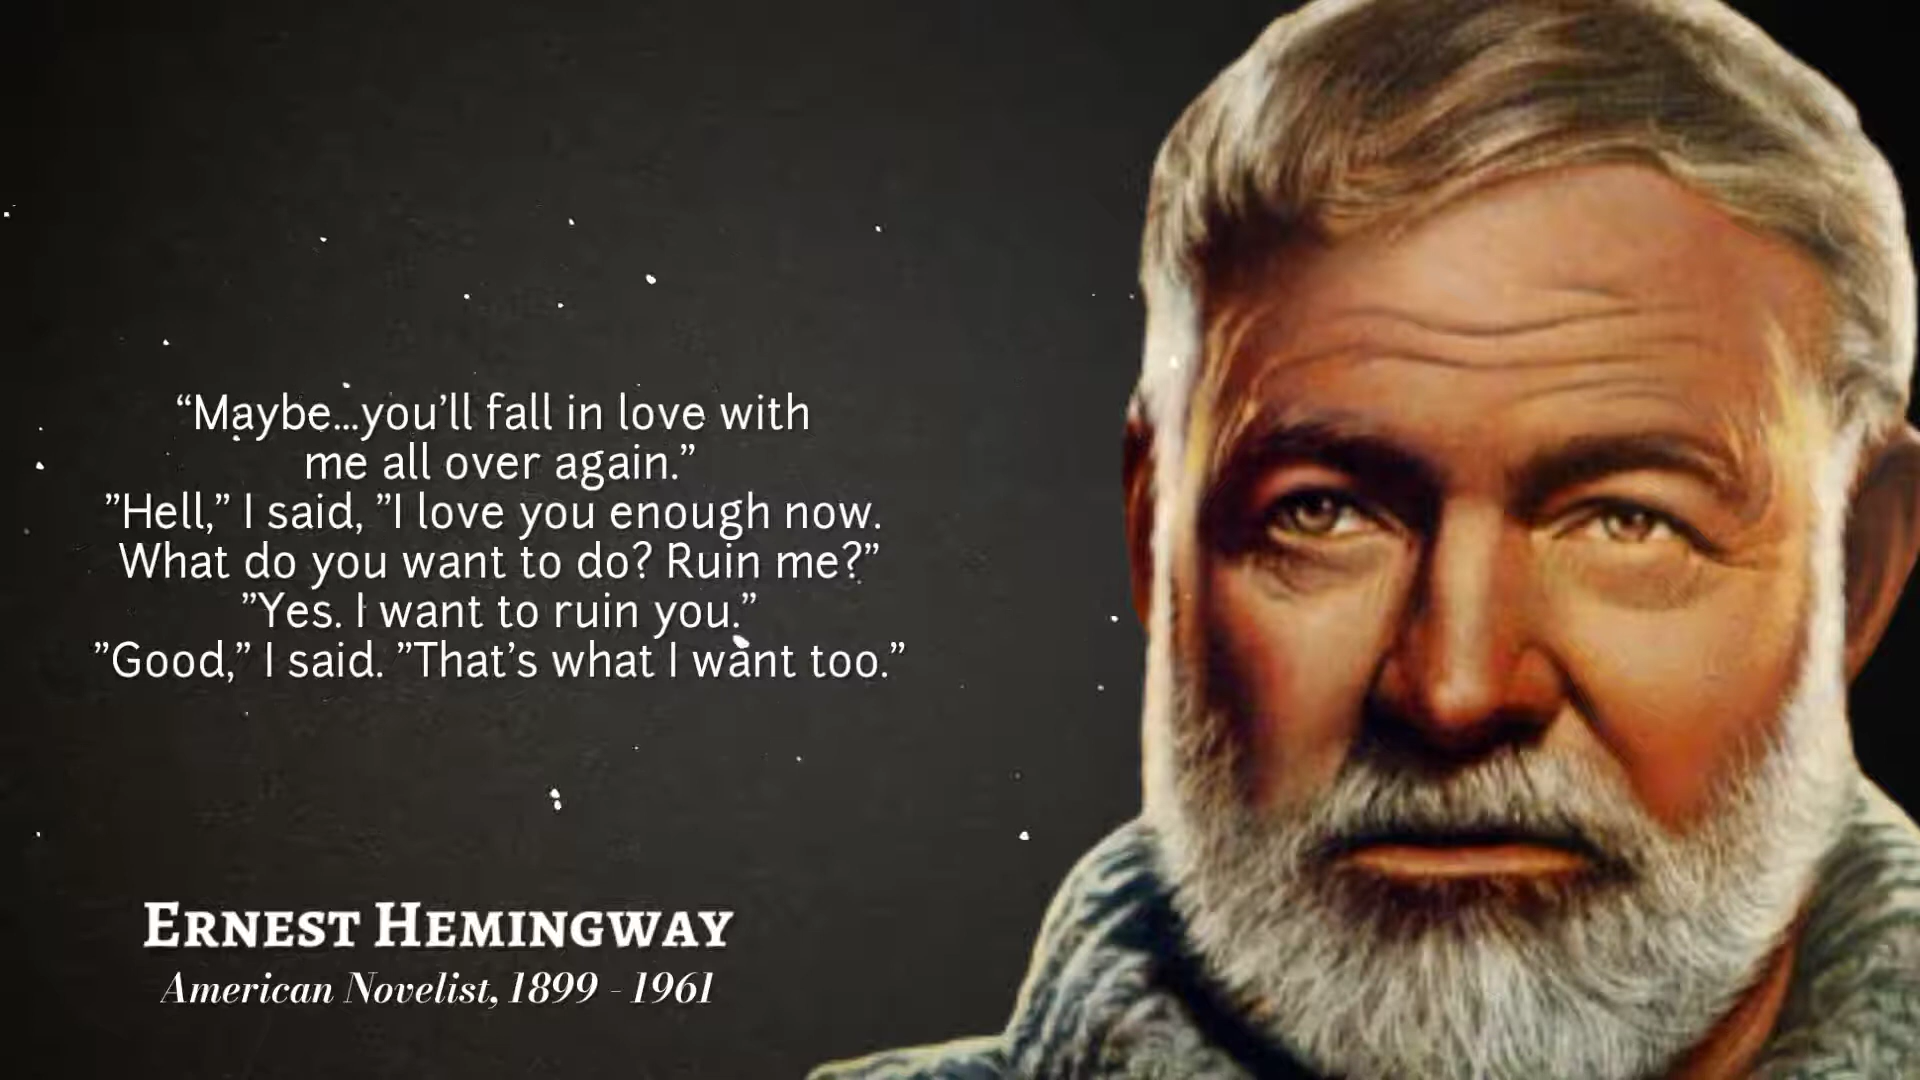 “Maybe...you’ll fall in love with
me all over again.”
”Hell,” I said, ”I love you enough now.
What do you want to do? Ruin me?”
”Yes. I want to ruin you.”
”Good,” I said. ”That’s what I want too.”
Ernest Hemingway
American Novelist, 1899 - 1961